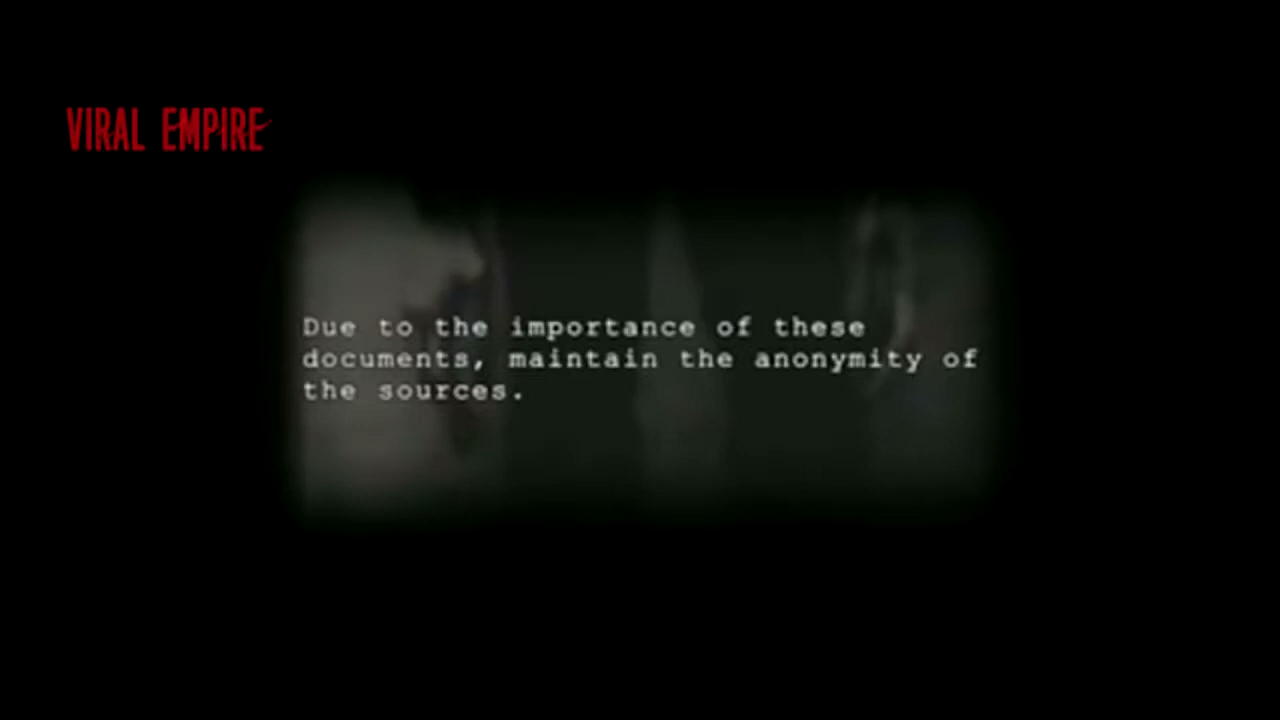 VIRAL EMPIRE
Due to the importance of these
documents, maintain the anonymity of
the sources.